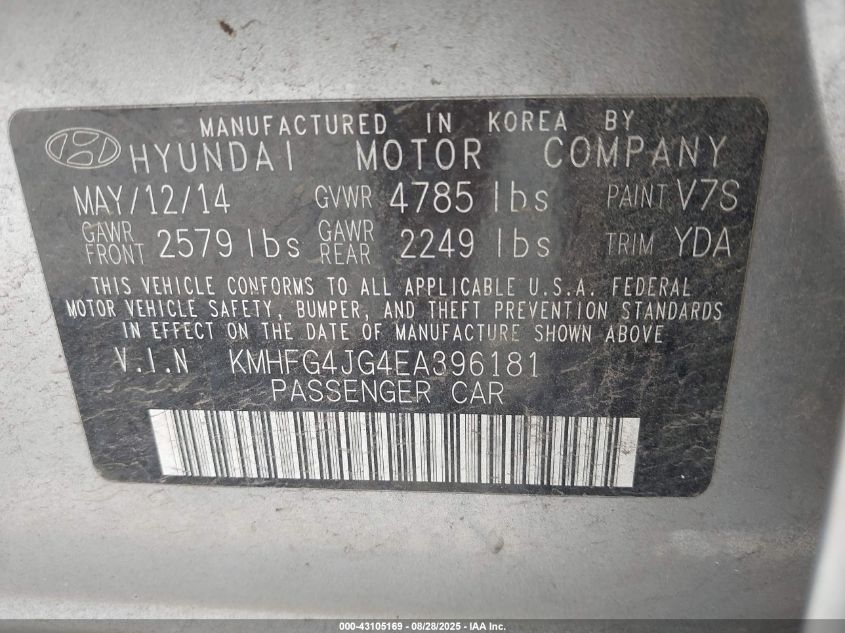 MANUFACTURED IN KOREA BY
HYUNDAI MOTOR COMPANY
MAY/12/14 GVWR 4785 lbs PAINT V7S
GAWR FRONT 2579 lbs GAWR REAR 2249 lbs TRIM YDA
THIS VEHICLE CONFORMS TO ALL APPLICABLE U.S.A. FEDERAL
MOTOR VEHICLE SAFETY, BUMPER, AND THEFT PREVENTION STANDARDS
IN EFFECT ON THE DATE OF MANUFACTURE SHOWN ABOVE
V.I.N KMHFG4JG4EA396181
PASSENGER CAR
000-43105169 - 08/28/2025 - IAA Inc.